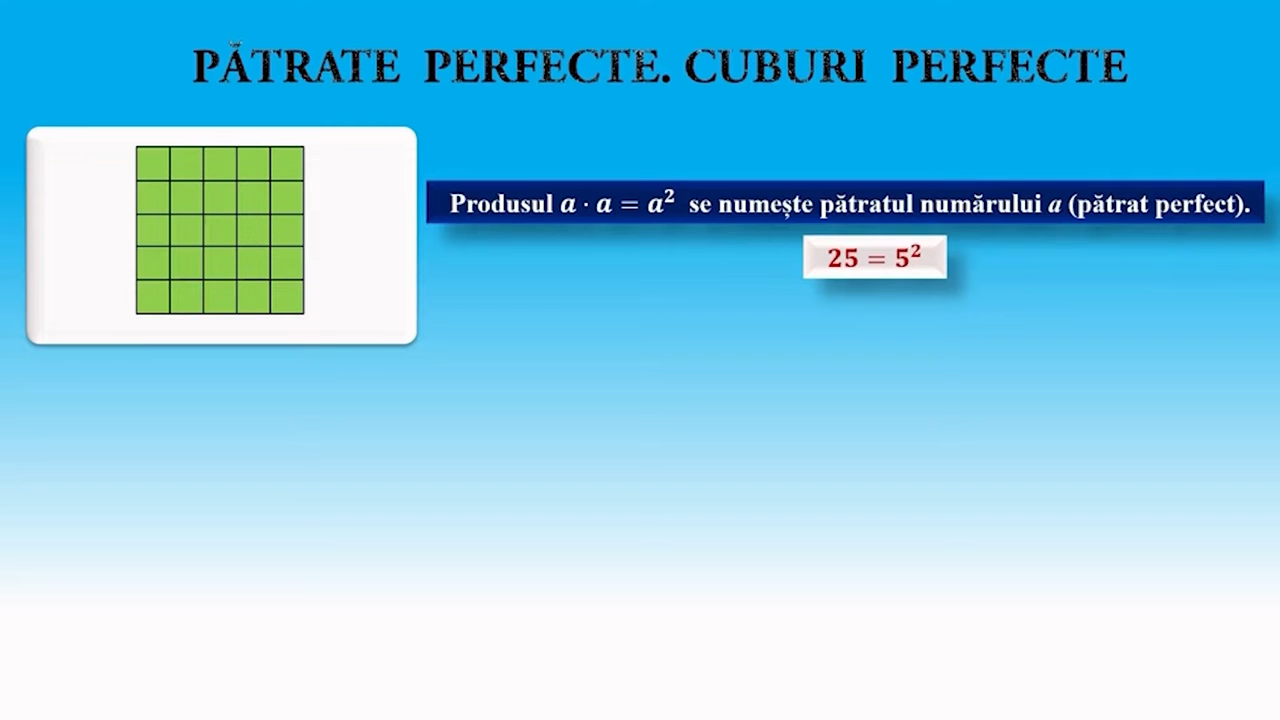 PĂTRATE PERFECTE. CUBURI PERFECTE
Produsul a · a = a² se numește pătratul numărului a (pătrat perfect).
25 = 5²